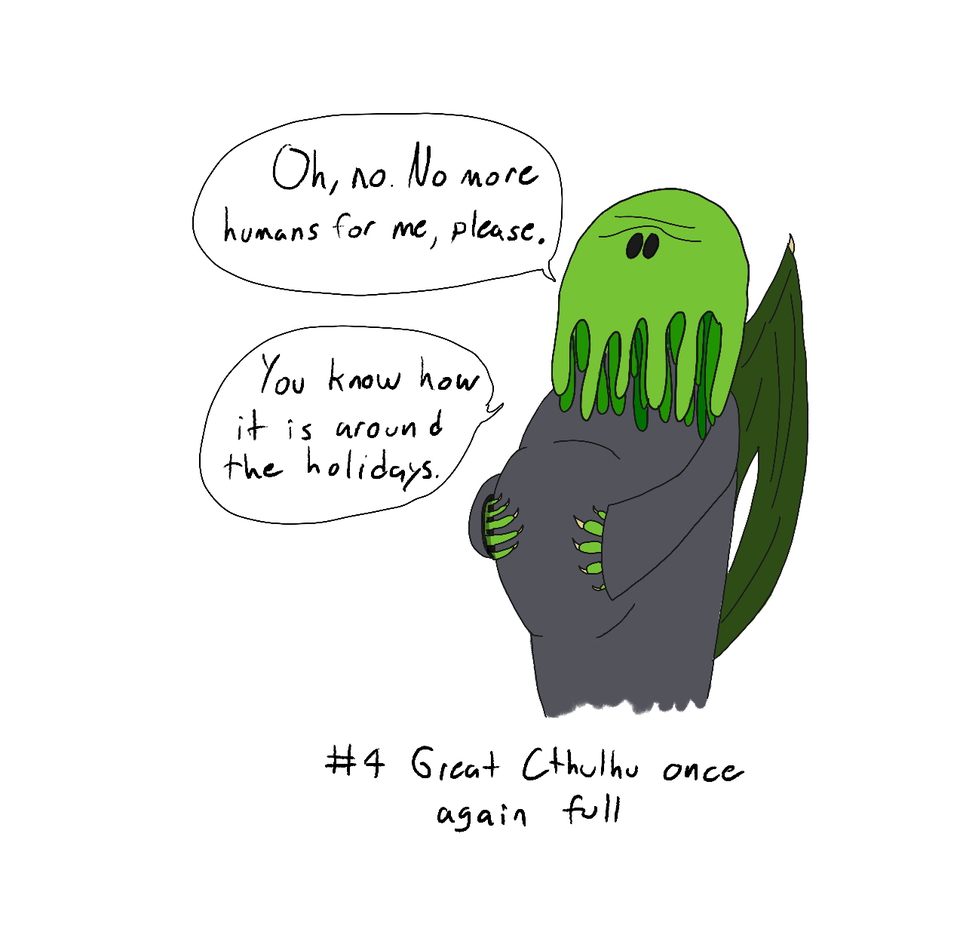 Oh, no. No more
humans for me, please.
You know how
it is around
the holidays.
#4 Great Cthulhu once
again full